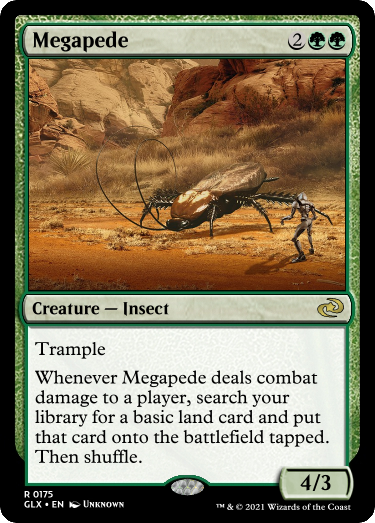 Megapede 2
Creature — Insect
Trample
Whenever Megapede deals combat
damage to a player, search your
library for a basic land card and put
that card onto the battlefield tapped.
Then shuffle.
4/3
R 0175
GLX • EN Unknown
™ & © 2021 Wizards of the Coast